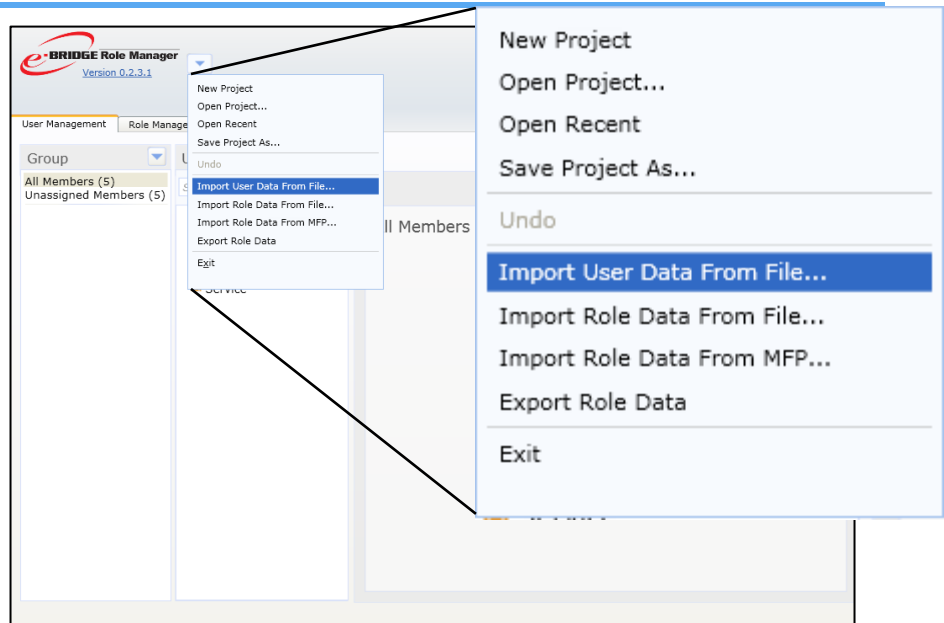 e-BRIDGE Role Manager
Version 0.2.3.1
User Management
Role Manage
Group
All Members (5)
Unassigned Members (5)
U
New Project
Open Project...
Open Recent
Save Project As...
Undo
Import User Data From File...
Import Role Data From File...
Import Role Data From MFP...
Export Role Data
Exit
Service
ll Members
New Project
Open Project...
Open Recent
Save Project As...
Undo
Import User Data From File...
Import Role Data From File...
Import Role Data From MFP...
Export Role Data
Exit